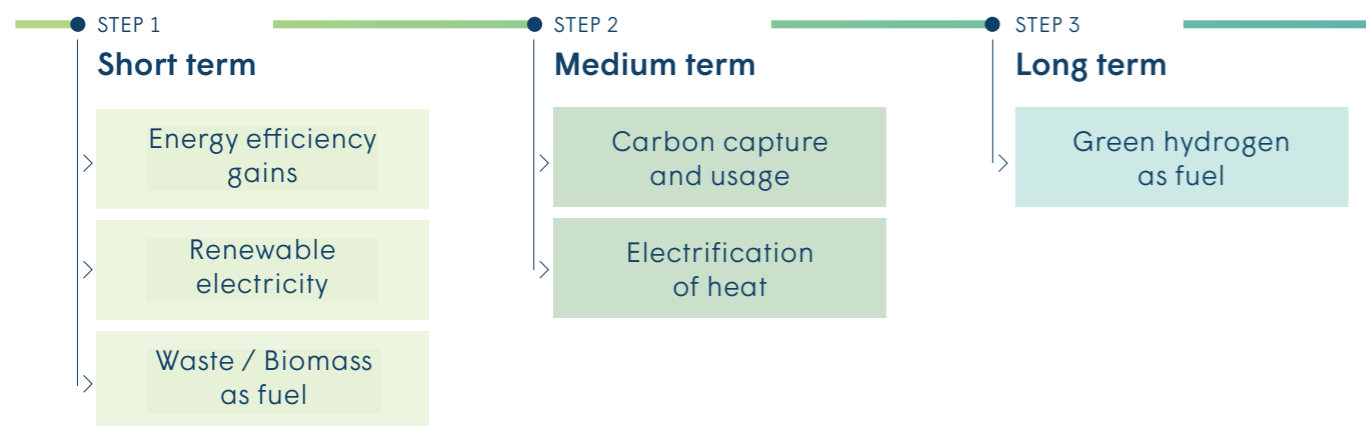 STEP 1
Short term
Energy efficiency
gains
Renewable
electricity
Waste / Biomass
as fuel
STEP 2
Medium term
Carbon capture
and usage
Electrification
of heat
STEP 3
Long term
Green hydrogen
as fuel